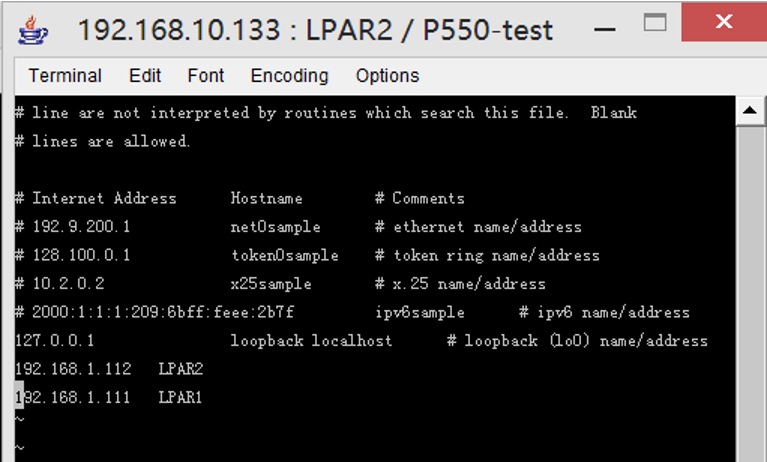 192.168.10.133 : LPAR2 / P550-test
Terminal Edit Font Encoding Options
# line are not interpreted by routines which search this file.  Blank
# lines are allowed.
# Internet Address      Hostname        # Comments
# 192.9.200.1           net0sample      # ethernet name/address
# 128.100.0.1           token0sample    # token ring name/address
# 10.2.0.2              x25sample       # x.25 name/address
# 2000:1:1:1:209:6bff:feee:2b7f         ipv6sample      # ipv6 name/address
127.0.0.1               loopback localhost      # loopback (lo0) name/address
192.168.1.112   LPAR2
192.168.1.111   LPAR1
~
~